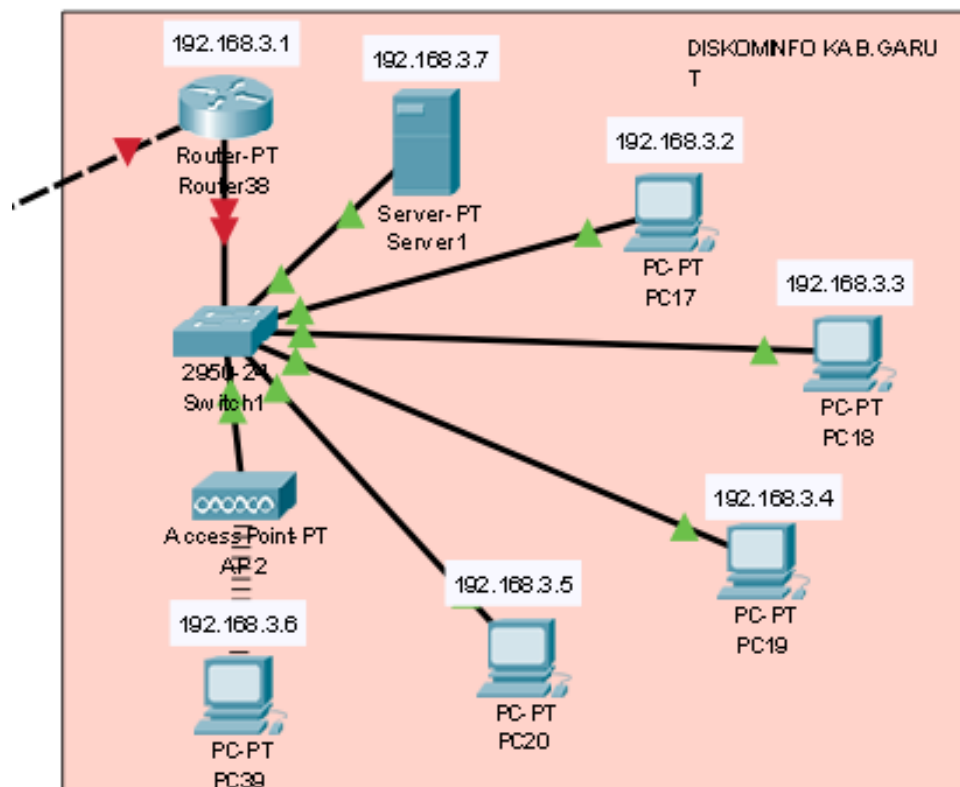 192.168.3.1
Router-PT
Router38
192.168.3.7
Server-PT
Server1
DISKOMINFO KAB.GARU
T
192.168.3.2
PC-PT
PC17
192.168.3.3
PC-PT
PC18
2950-24
Switch1
192.168.3.4
PC-PT
PC19
AccessPoint-PT
AP2
192.168.3.5
PC-PT
PC20
192.168.3.6
PC-PT
PC39